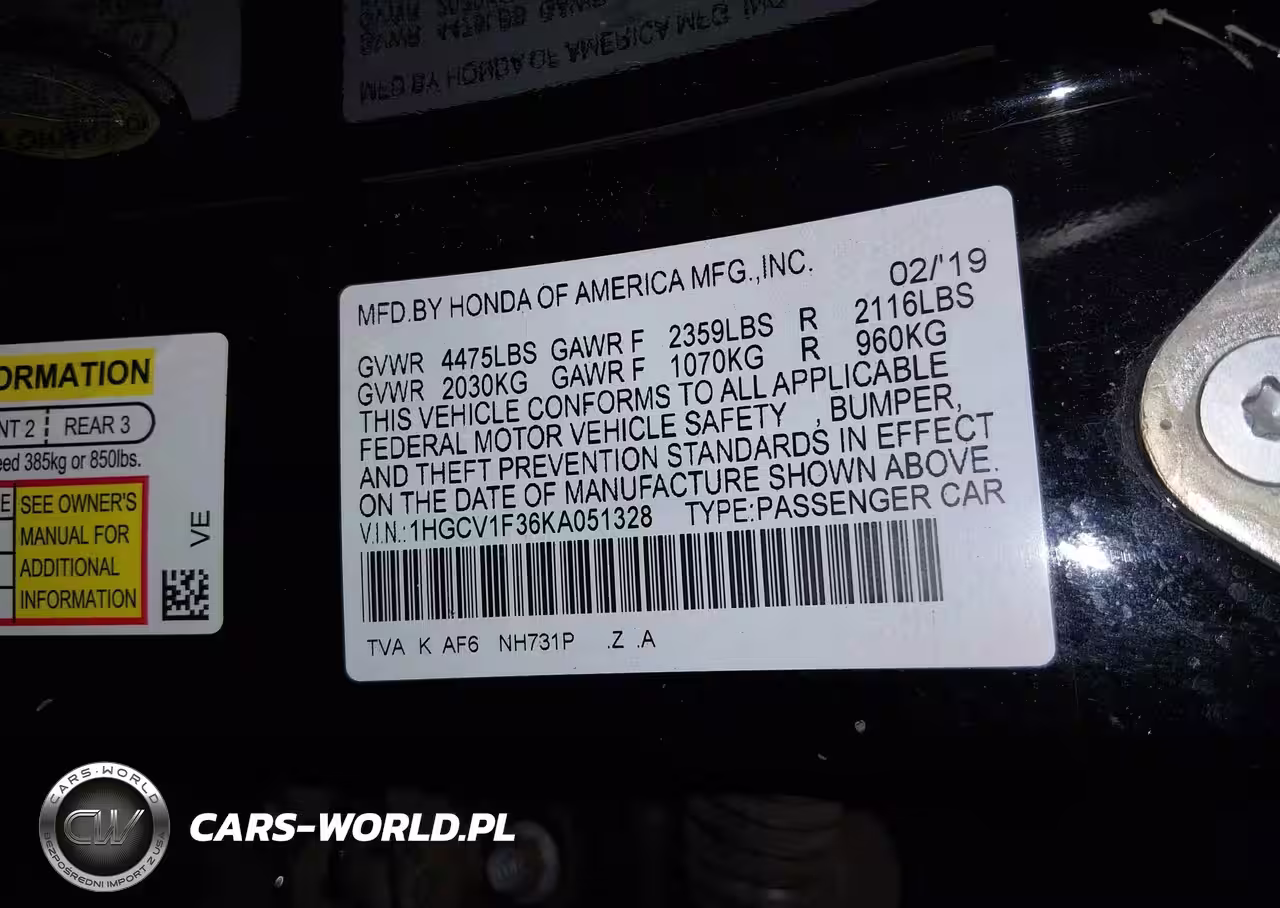 MFD.BY HONDA OF AMERICA MFG.,INC. 02/'19
GVWR 4475LBS GAWR F 2359LBS R 2116LBS
GVWR 2030KG GAWR F 1070KG R 960KG
THIS VEHICLE CONFORMS TO ALL APPLICABLE
FEDERAL MOTOR VEHICLE SAFETY , BUMPER,
AND THEFT PREVENTION STANDARDS IN EFFECT
ON THE DATE OF MANUFACTURE SHOWN ABOVE.
V.I.N.:1HGCV1F36KA051328 TYPE:PASSENGER CAR
TVA K AF6 NH731P .Z .A
ORMATION
NT 2 REAR 3
eed 385kg or 850lbs.
E SEE OWNER'S
MANUAL FOR
ADDITIONAL
INFORMATION
VE
MFD BY HONDA OF AMERICA MFG INC
CARS-WORLD
CW
BEZPOŚREDNI IMPORT Z USA
CARS-WORLD.PL